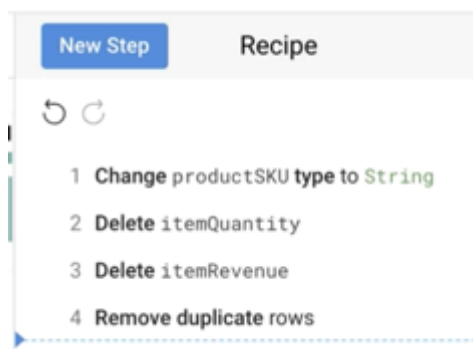 New Step Recipe
1 Change productSKU type to String
2 Delete itemQuantity
3 Delete itemRevenue
4 Remove duplicate rows